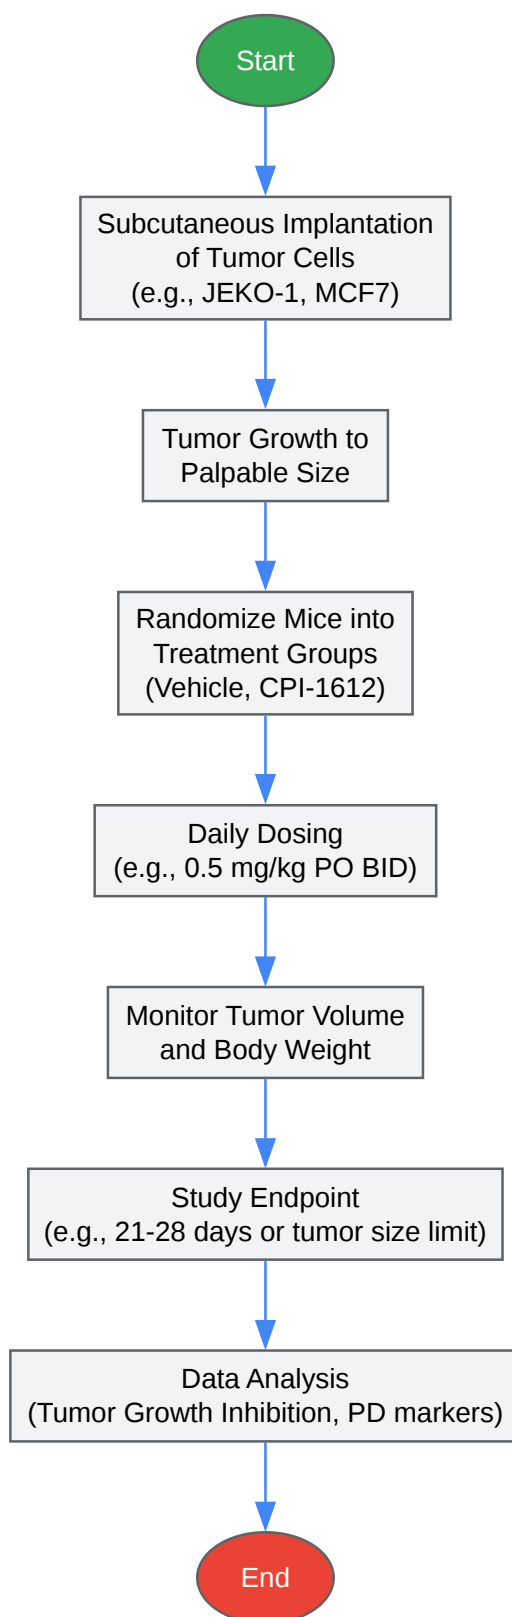 Start
Subcutaneous Implantation
of Tumor Cells
(e.g., JEKO-1, MCF7)
Tumor Growth to
Palpable Size
Randomize Mice into
Treatment Groups
(Vehicle, CPI-1612)
Daily Dosing
(e.g., 0.5 mg/kg PO BID)
Monitor Tumor Volume
and Body Weight
Study Endpoint
(e.g., 21-28 days or tumor size limit)
Data Analysis
(Tumor Growth Inhibition, PD markers)
End